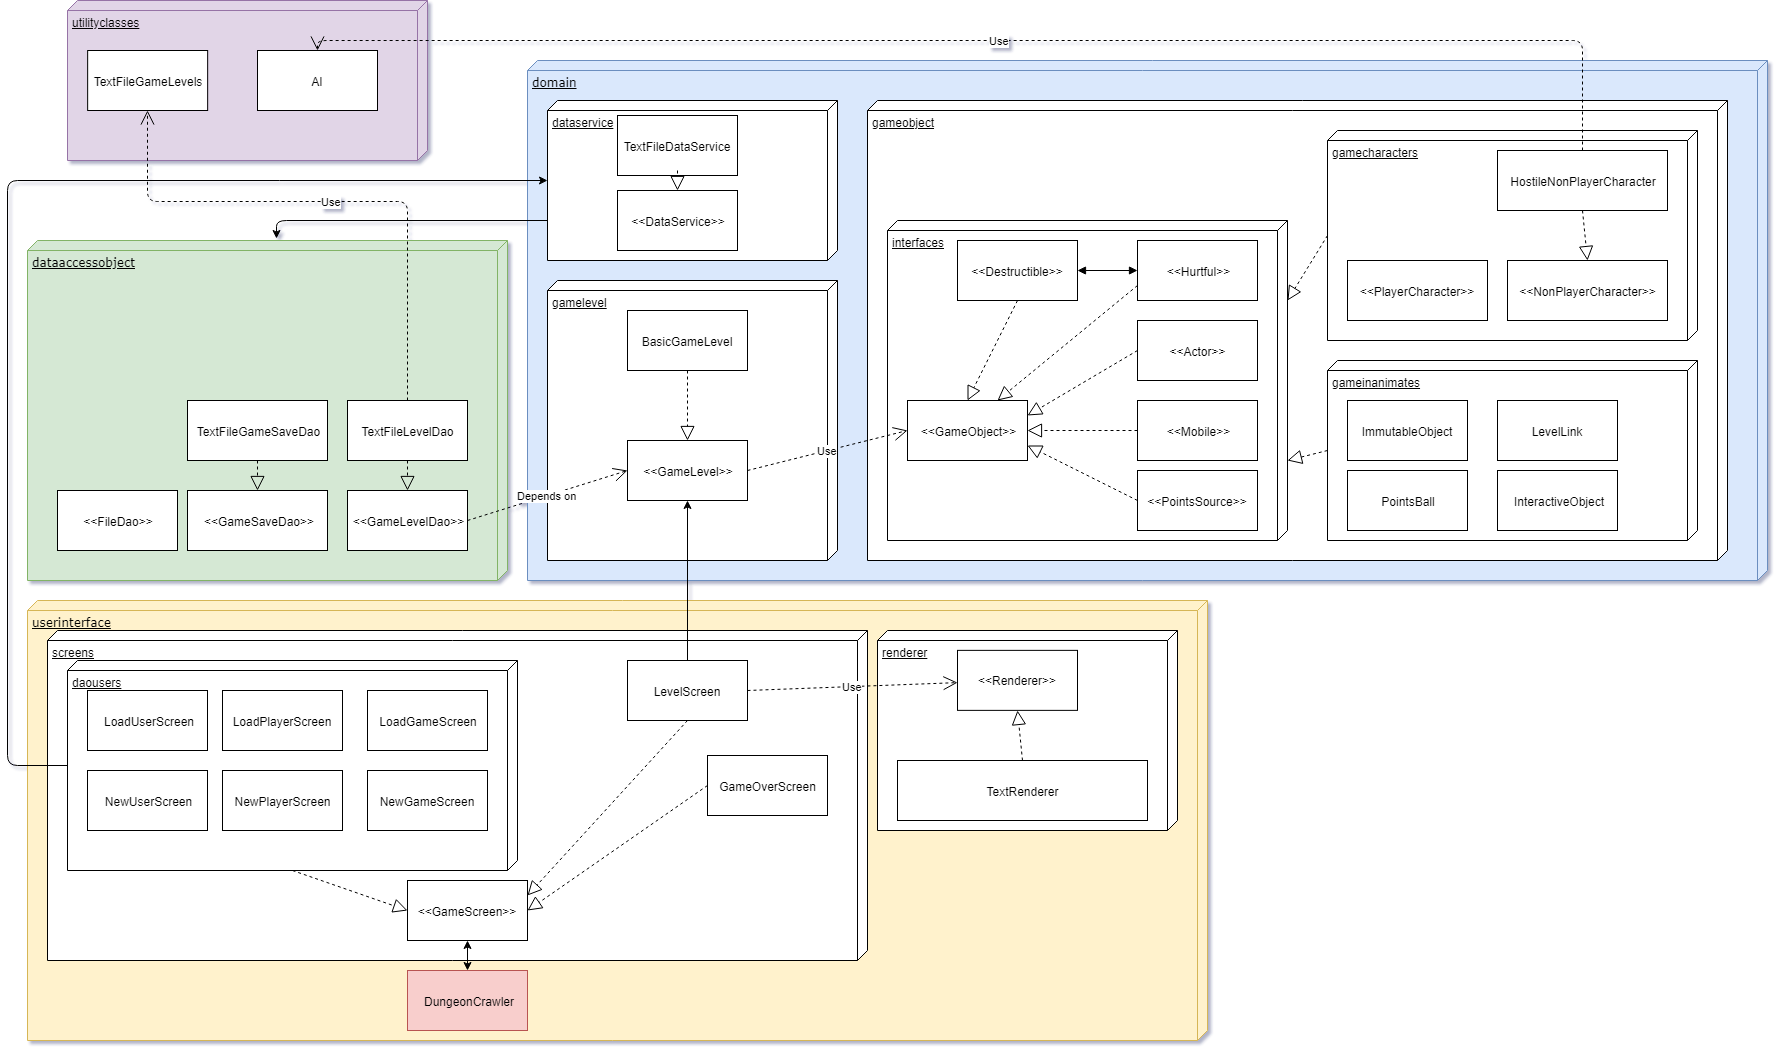 utilityclasses
TextFileGameLevels
AI
Use
domain
dataservice
TextFileDataService
<<DataService>>
gameobject
gamecharacters
HostileNonPlayerCharacter
<<PlayerCharacter>>
<<NonPlayerCharacter>>
Use
dataaccessobject
TextFileGameSaveDao
TextFileLevelDao
<<FileDao>>
<<GameSaveDao>>
<<GameLevelDao>>
Depends on
gamelevel
BasicGameLevel
<<GameLevel>>
Use
interfaces
<<Destructible>>
<<Hurtful>>
<<Actor>>
<<GameObject>>
<<Mobile>>
<<PointsSource>>
gameinanimates
ImmutableObject
LevelLink
PointsBall
InteractiveObject
userinterface
screens
daousers
LoadUserScreen
LoadPlayerScreen
LoadGameScreen
NewUserScreen
NewPlayerScreen
NewGameScreen
LevelScreen
Use
GameOverScreen
<<GameScreen>>
DungeonCrawler
renderer
<<Renderer>>
TextRenderer